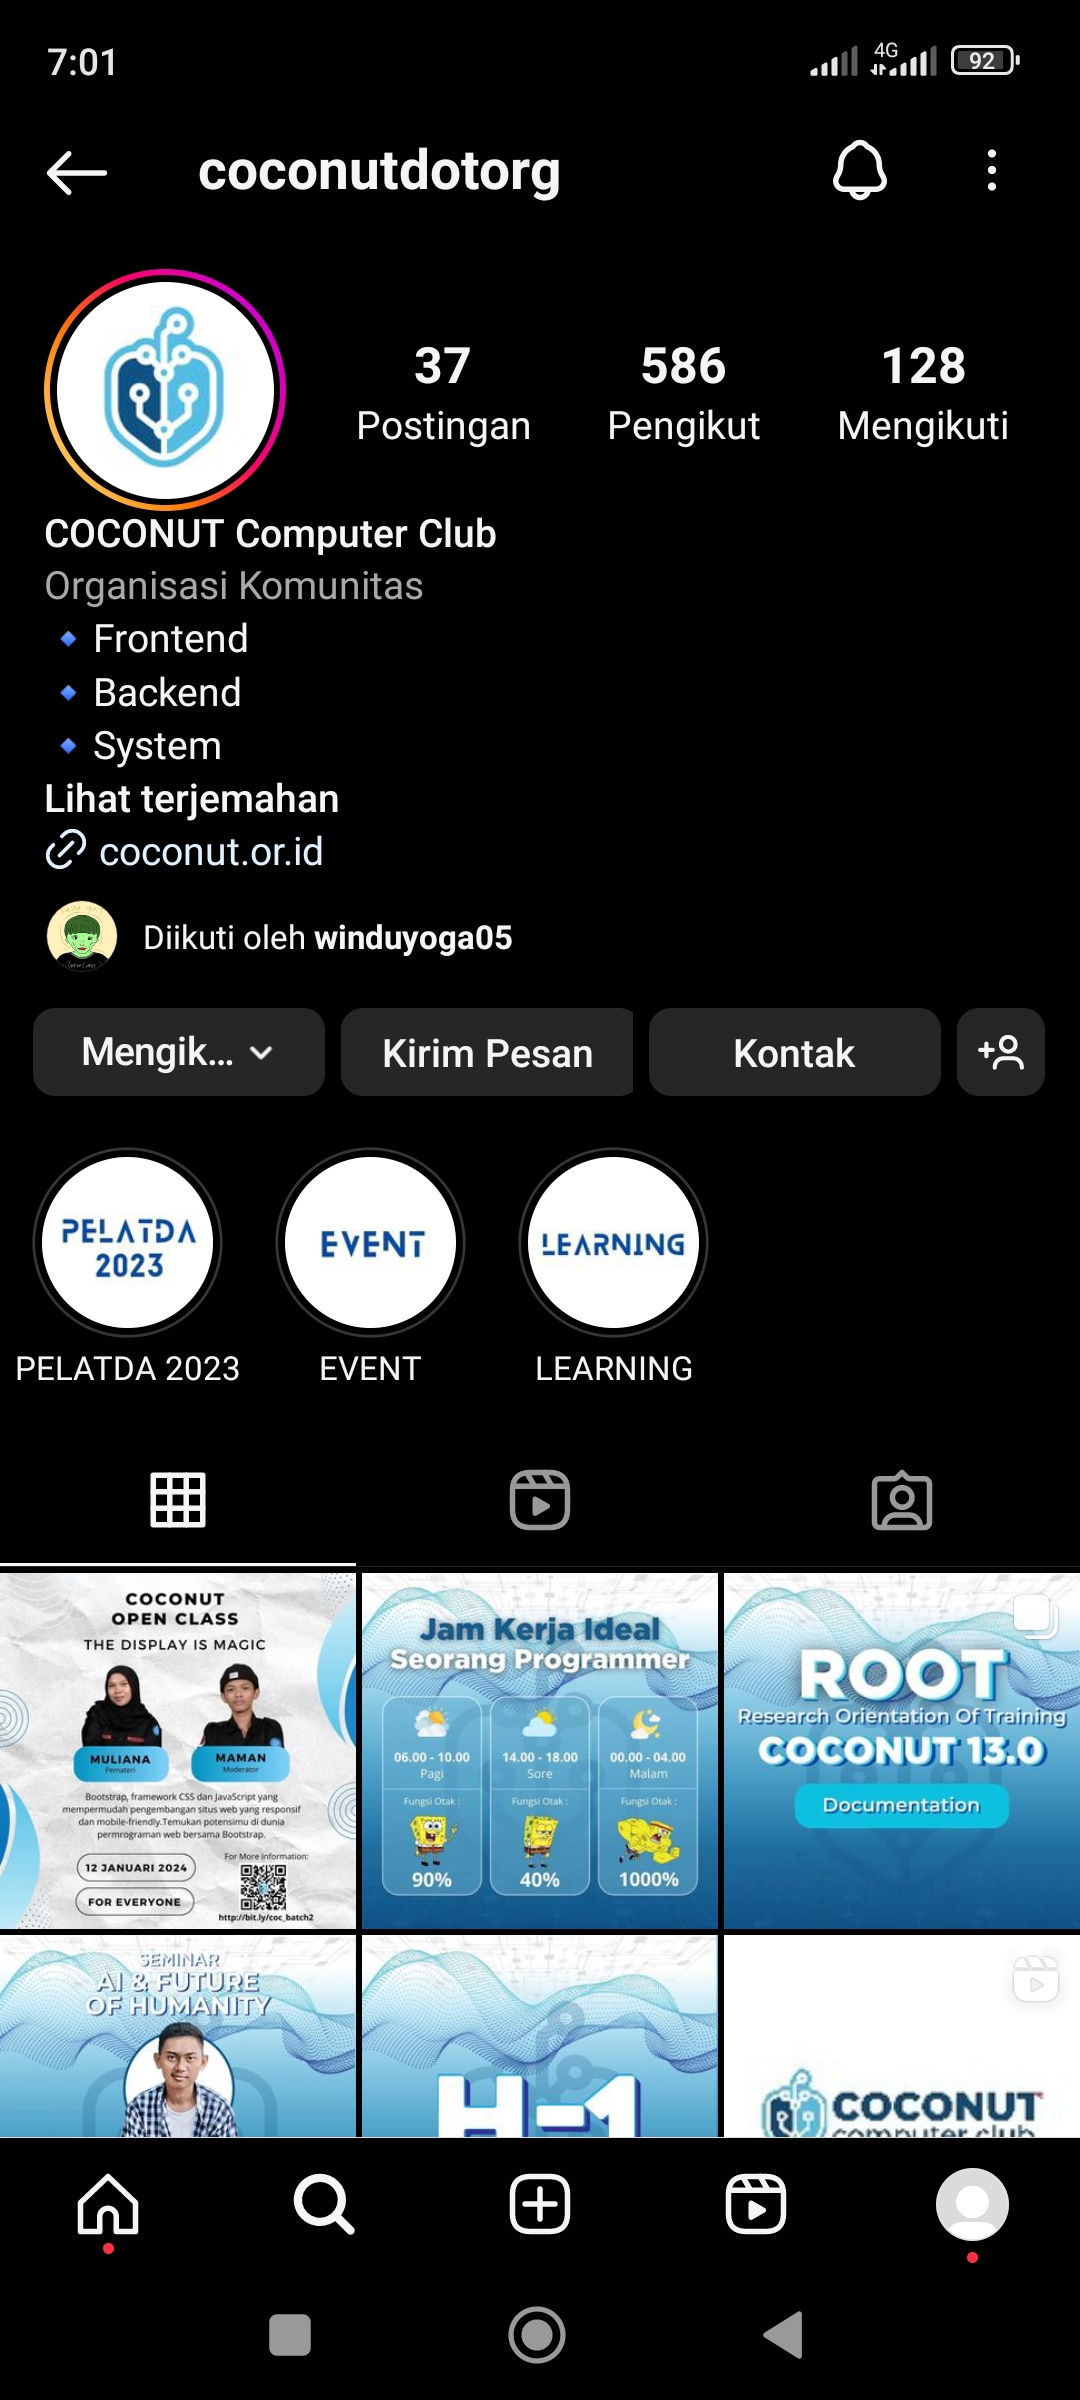 7:01
4G
92
coconutdotorg
37
586
128
Postingan
Pengikut
Mengikuti
COCONUT Computer Club
Organisasi Komunitas
Frontend
Backend
System
Lihat terjemahan
coconut.or.id
Diikuti oleh winduyoga05
Mengik...
Kirim Pesan
Kontak
PELATDA
2023
EVENT
LEARNING
PELATDA 2023
EVENT
LEARNING
COCONUT
OPEN CLASS
THE DISPLAY IS MAGIC
MULIANA
Pemateri
MAMAN
Moderator
Bootstrap, framework CSS dan JavaScript yang
mempermudah pengembangan situs web yang responsif
dan mobile-friendly.Temukan potensimu di dunia
permrograman web bersama Bootstrap.
12 JANUARI 2024
FOR EVERYONE
For More Information:
http://bit.ly/coc_batch2
Jam Kerja Ideal
Seorang Programmer
06.00 - 10.00
Pagi
Fungsi Otak :
90%
14.00 - 18.00
Sore
Fungsi Otak :
40%
00.00 - 04.00
Malam
Fungsi Otak :
1000%
ROOT
Research Orientation Of Training
COCONUT 13.0
Documentation
SEMINAR
AI & FUTURE
OF HUMANITY
H-1
COCONUT
computer club